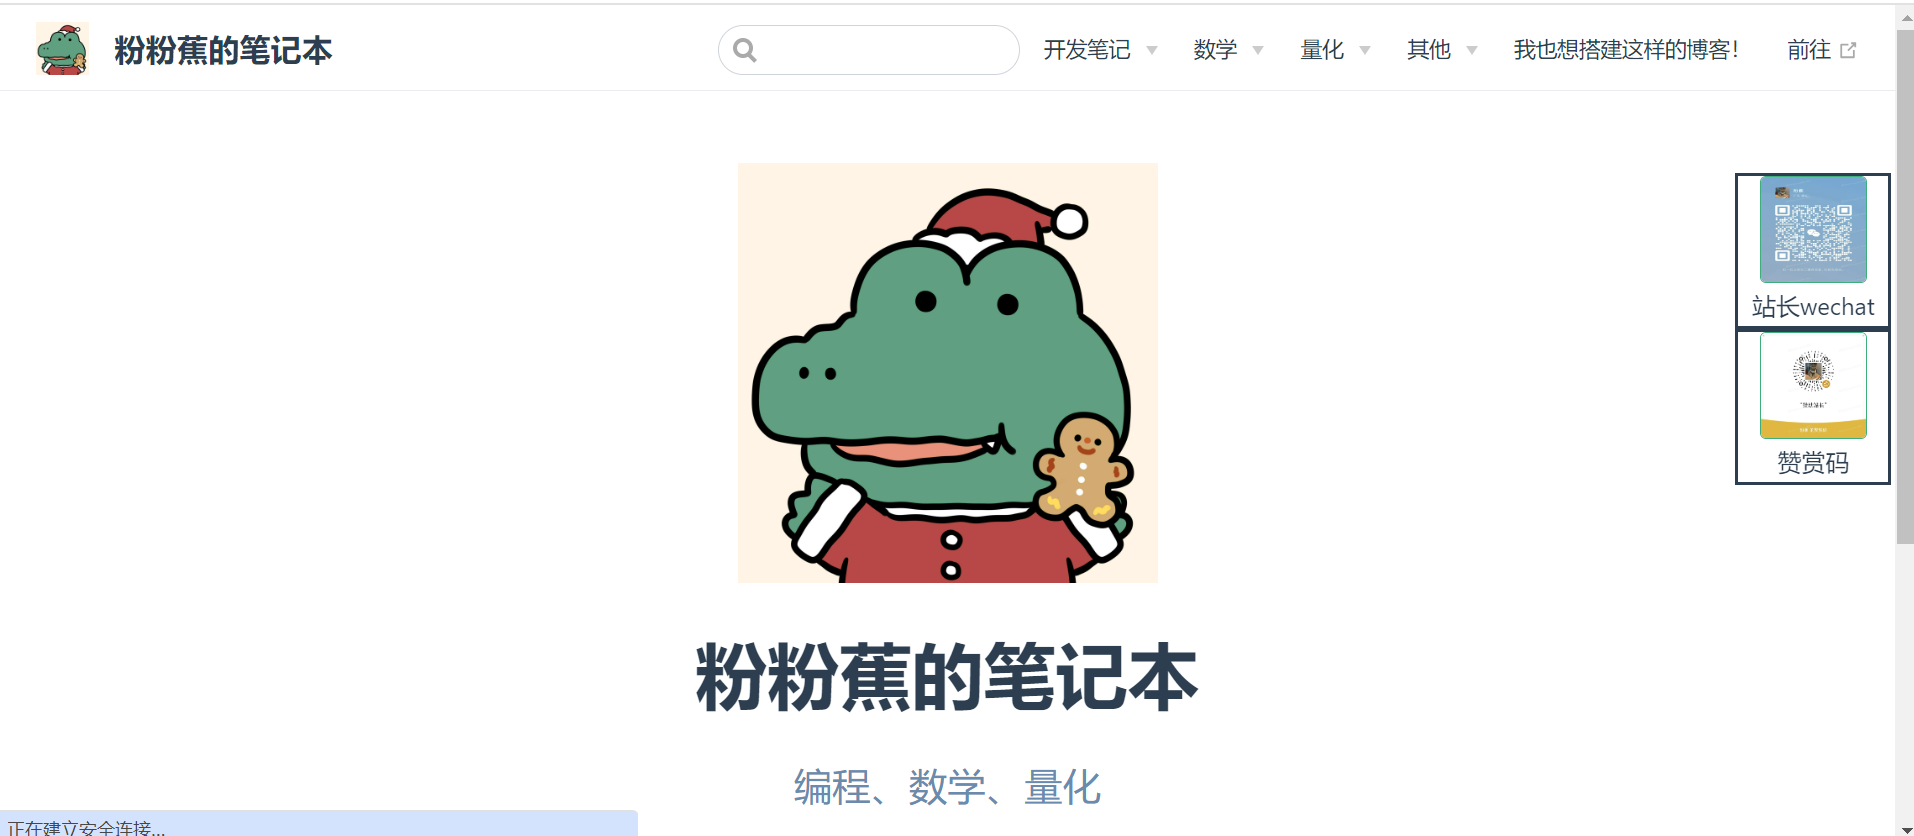 粉粉蕉的笔记本
开发笔记 数学 量化 其他 我也想搭建这样的博客! 前往
站长wechat
赞赏码
粉粉蕉的笔记本
编程、数学、量化
正在建立安全连接...